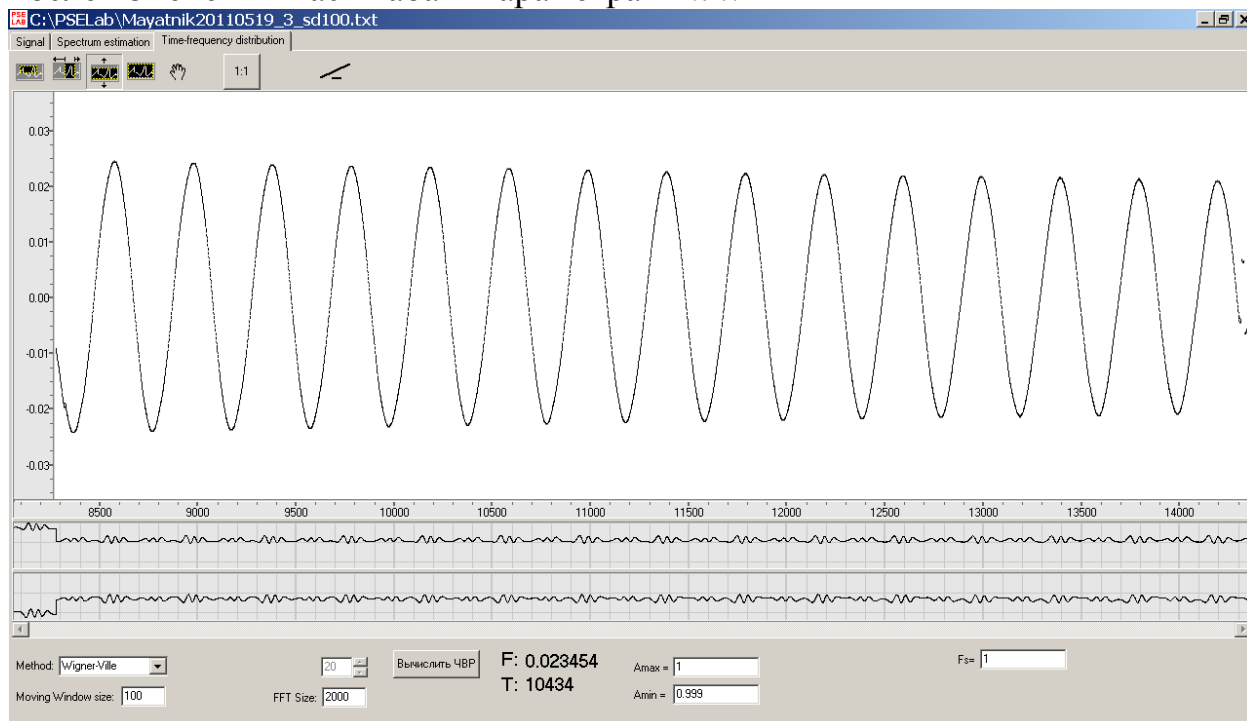 C:\PSELab\Mayatnik20110519_3_sd100.txt
Signal Spectrum estimation Time-frequency distribution
1:1
0.03
0.02
0.01
0.00
-0.01
-0.02
-0.03
8500 9000 9500 10000 10500 11000 11500 12000 12500 13000 13500 14000
Method: Wigner-Ville 20 Вычислить ЧВР F: 0.023454 Amax = 1 Fs= 1
Moving Window size: 100 FFT Size: 2000 T: 10434 Amin = 0.999